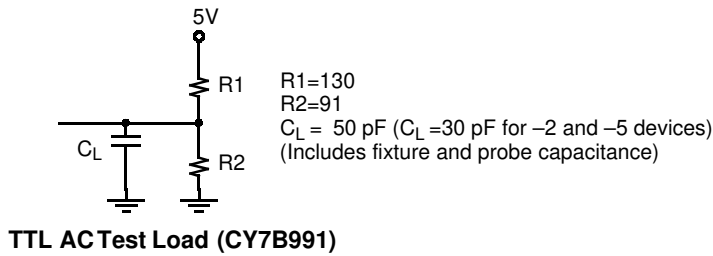 5V
R1
R1=130
R2=91
C_L = 50 pF (C_L =30 pF for –2 and –5 devices)
(Includes fixture and probe capacitance)
C_L
R2
TTL AC Test Load (CY7B991)